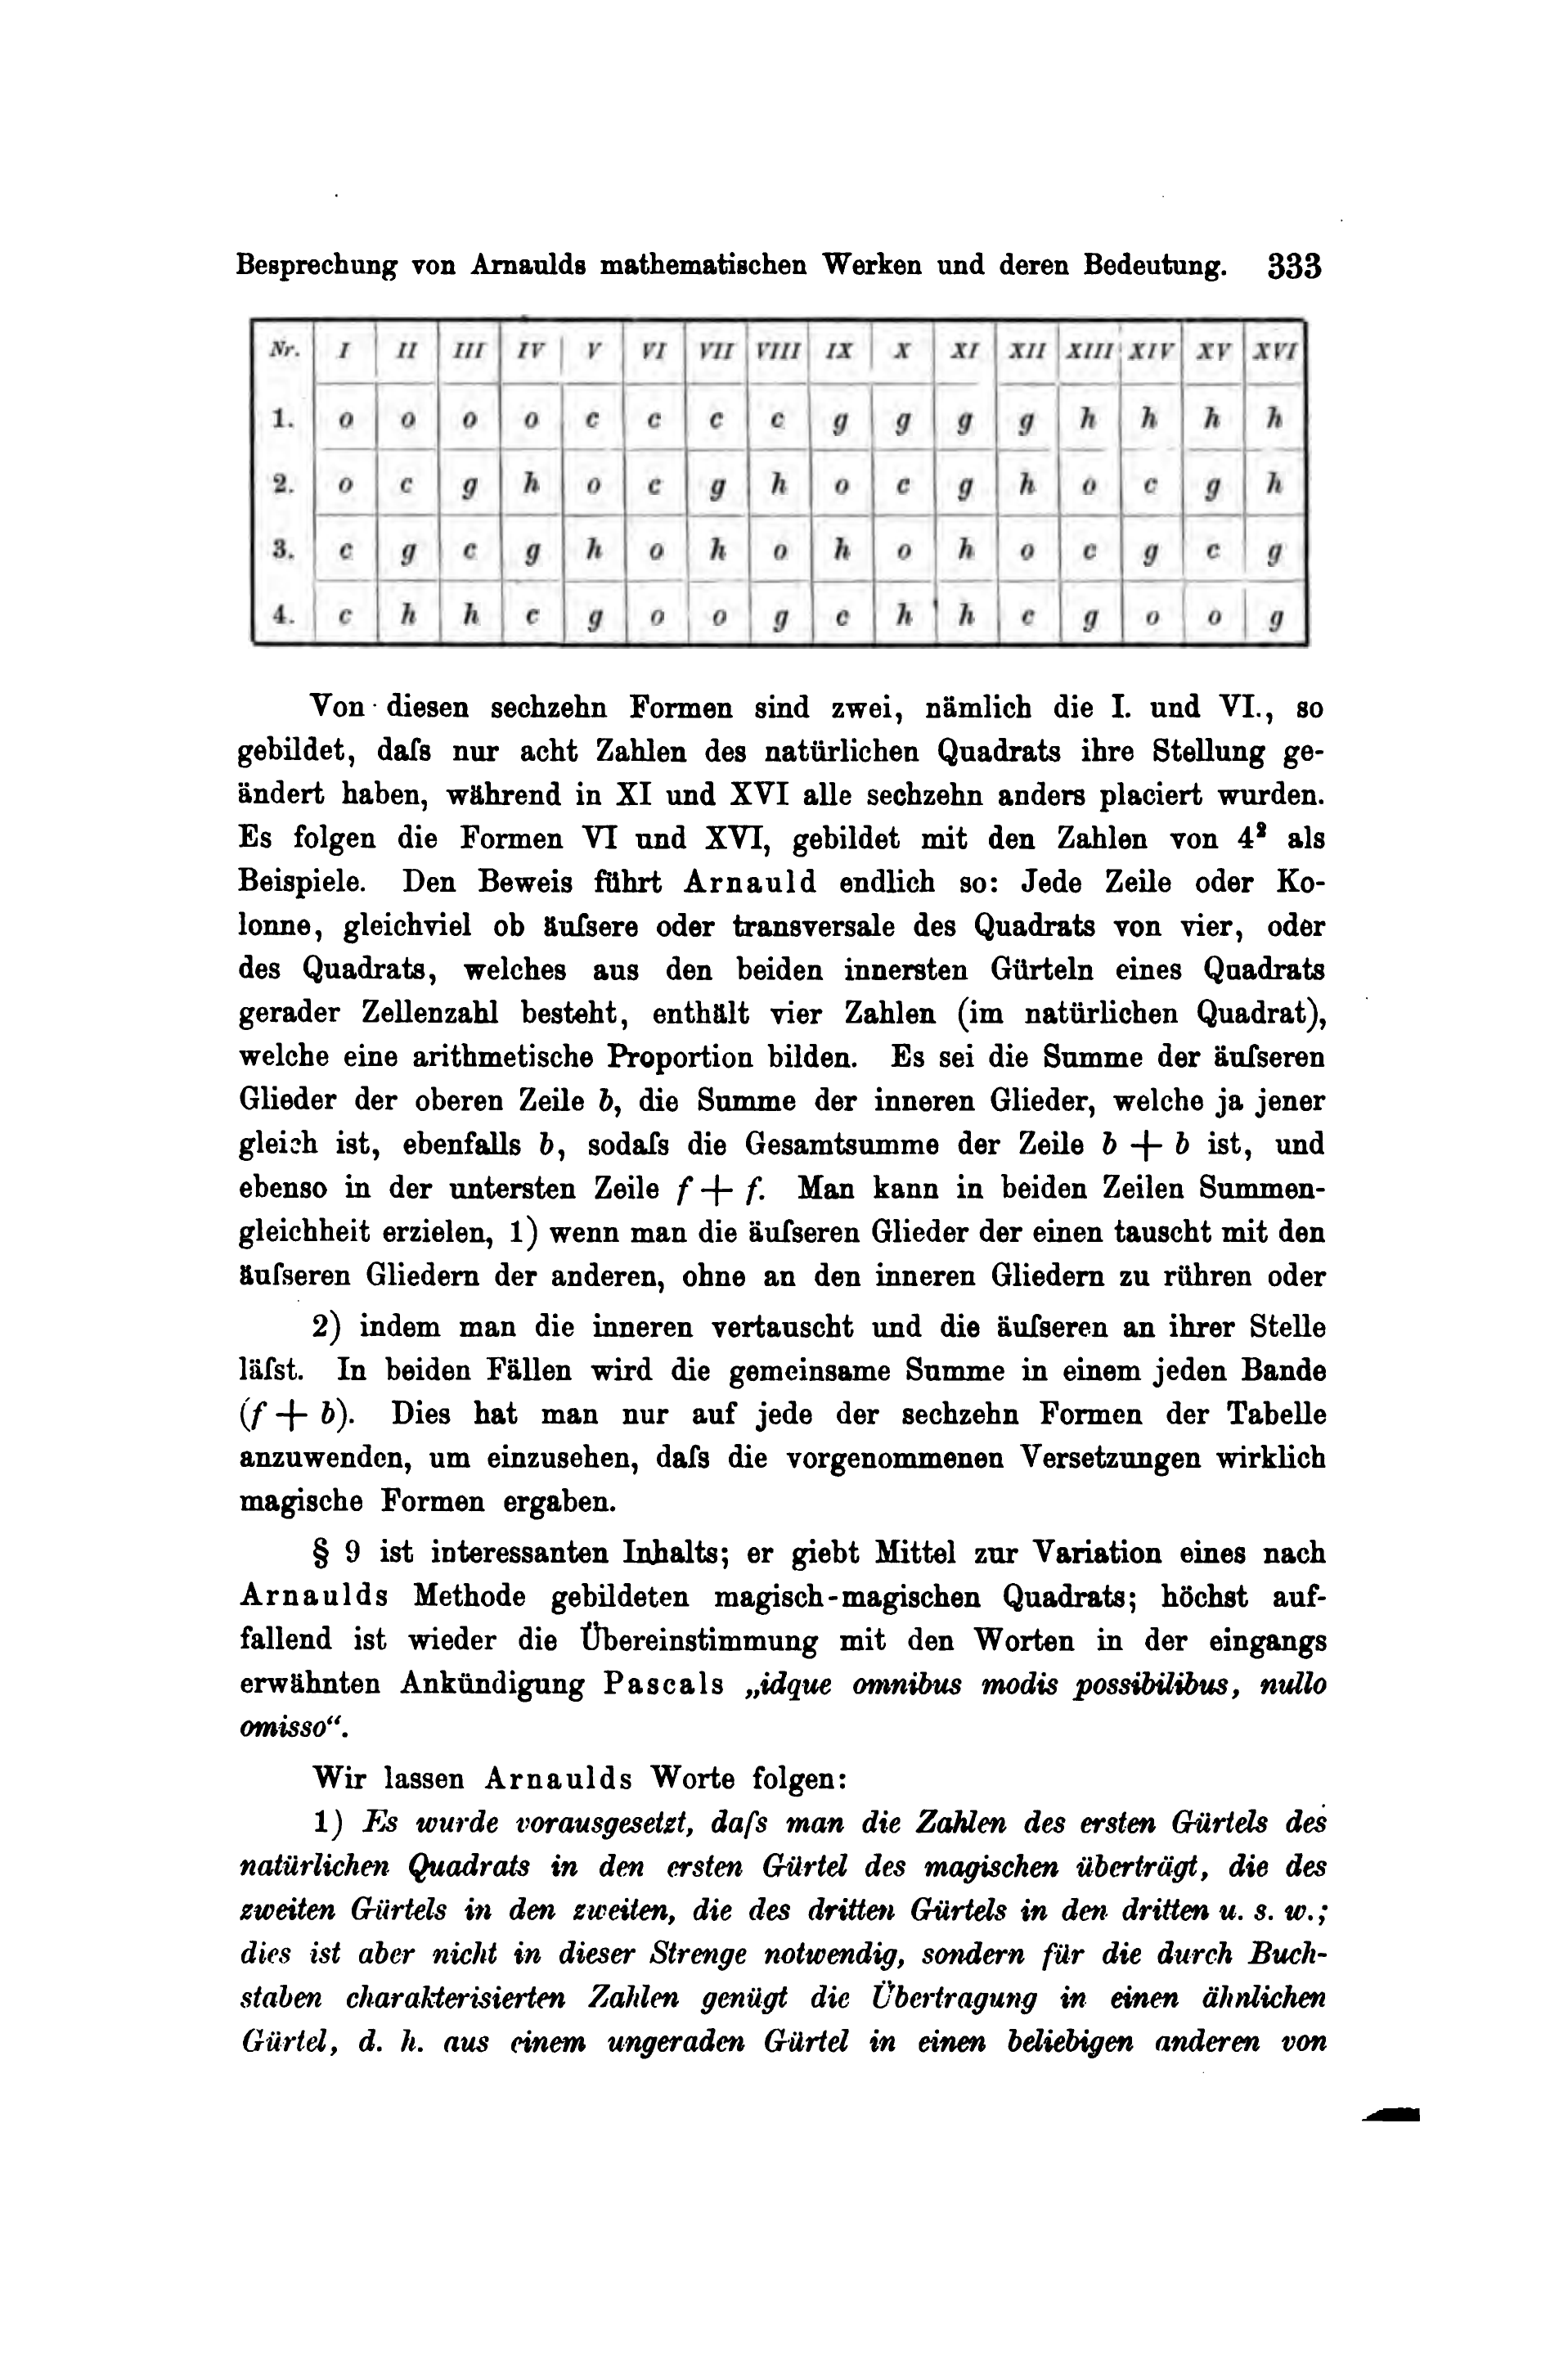 Besprechung von Arnaulds mathematischen Werken und deren Bedeutung. 333
Nr. I II III IV V VI VII VIII IX X XI XII XIII XIV XV XVI
1. o o o o c c c c g g g g h h h h
2. o c g h o c g h o c g h o c g h
3. c g c g h o h o h o h o c g c g
4. c h h c g o o g c h h c g o o g
Von diesen sechzehn Formen sind zwei, nämlich die I. und VI., so
gebildet, daſs nur acht Zahlen des natürlichen Quadrats ihre Stellung ge-
ändert haben, während in XI und XVI alle sechzehn anders placiert wurden.
Es folgen die Formen VI und XVI, gebildet mit den Zahlen von 4² als
Beispiele. Den Beweis führt Arnauld endlich so: Jede Zeile oder Ko-
lonne, gleichviel ob äuſsere oder transversale des Quadrats von vier, oder
des Quadrats, welches aus den beiden innersten Gürteln eines Quadrats
gerader Zellenzahl besteht, enthält vier Zahlen (im natürlichen Quadrat),
welche eine arithmetische Proportion bilden. Es sei die Summe der äuſseren
Glieder der oberen Zeile b, die Summe der inneren Glieder, welche ja jener
gleich ist, ebenfalls b, sodaſs die Gesamtsumme der Zeile b + b ist, und
ebenso in der untersten Zeile f + f. Man kann in beiden Zeilen Summen-
gleichheit erzielen, 1) wenn man die äuſseren Glieder der einen tauscht mit den
äuſseren Gliedern der anderen, ohne an den inneren Gliedern zu rühren oder
2) indem man die inneren vertauscht und die äuſseren an ihrer Stelle
läſst. In beiden Fällen wird die gemeinsame Summe in einem jeden Bande
(f + b). Dies hat man nur auf jede der sechzehn Formen der Tabelle
anzuwenden, um einzusehen, daſs die vorgenommenen Versetzungen wirklich
magische Formen ergaben.
§ 9 ist interessanten Inhalts; er giebt Mittel zur Variation eines nach
Arnaulds Methode gebildeten magisch-magischen Quadrats; höchst auf-
fallend ist wieder die Übereinstimmung mit den Worten in der eingangs
erwähnten Ankündigung Pascals „idque omnibus modis possibilibus, nullo
omisso“.
Wir lassen Arnaulds Worte folgen:
1) Es wurde vorausgesetzt, daſs man die Zahlen des ersten Gürtels des
natürlichen Quadrats in den ersten Gürtel des magischen überträgt, die des
zweiten Gürtels in den zweiten, die des dritten Gürtels in den dritten u. s. w.;
dies ist aber nicht in dieser Strenge notwendig, sondern für die durch Buch-
staben charakterisierten Zahlen genügt die Übertragung in einen ähnlichen
Gürtel, d. h. aus einem ungeraden Gürtel in einen beliebigen anderen von